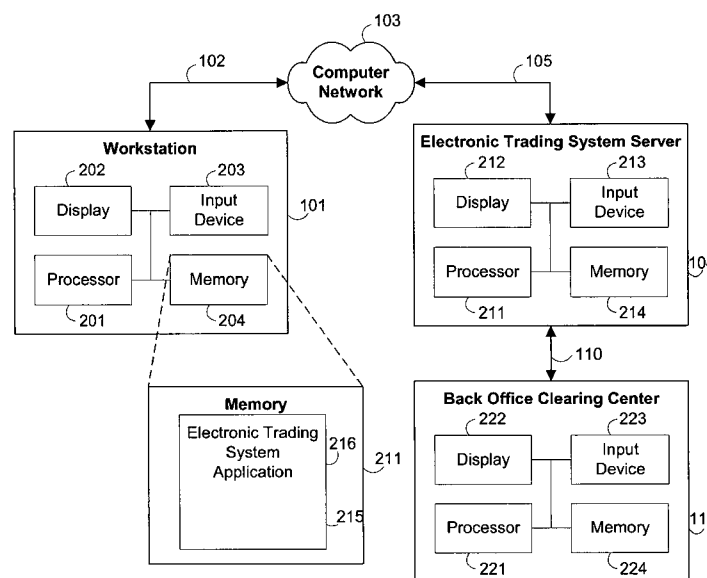 103
102
Computer
Network
105
Workstation
202
203
Display
Input
Device
101
Processor
Memory
201
204
Electronic Trading System Server
212
213
Display
Input
Device
Processor
Memory
10
211
214
110
Memory
Electronic Trading
System
Application
216
211
215
Back Office Clearing Center
222
223
Display
Input
Device
Processor
Memory
11
221
224